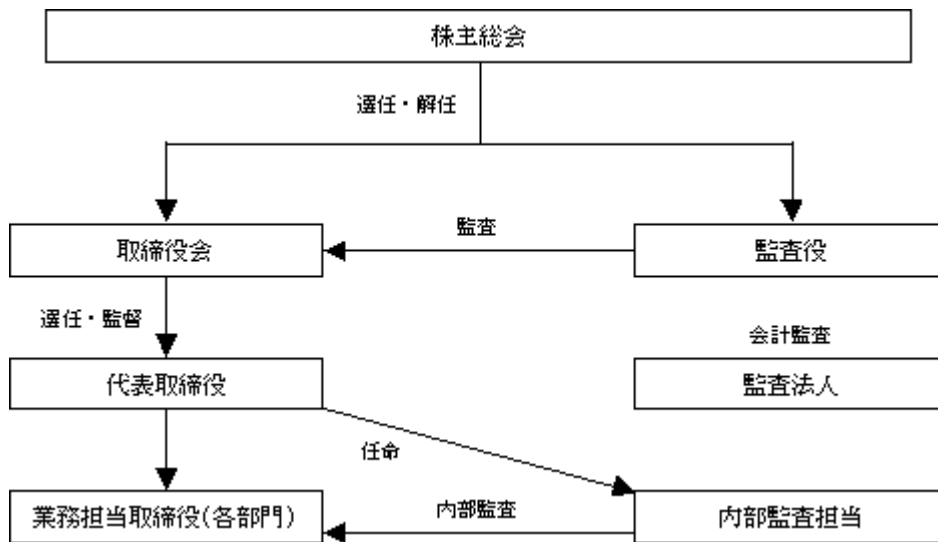 株主総会
選任・解任
取締役会
監査
監査役
選任・監督
会計監査
代表取締役
監査法人
任命
業務担当取締役(各部門)
内部監査
内部監査担当